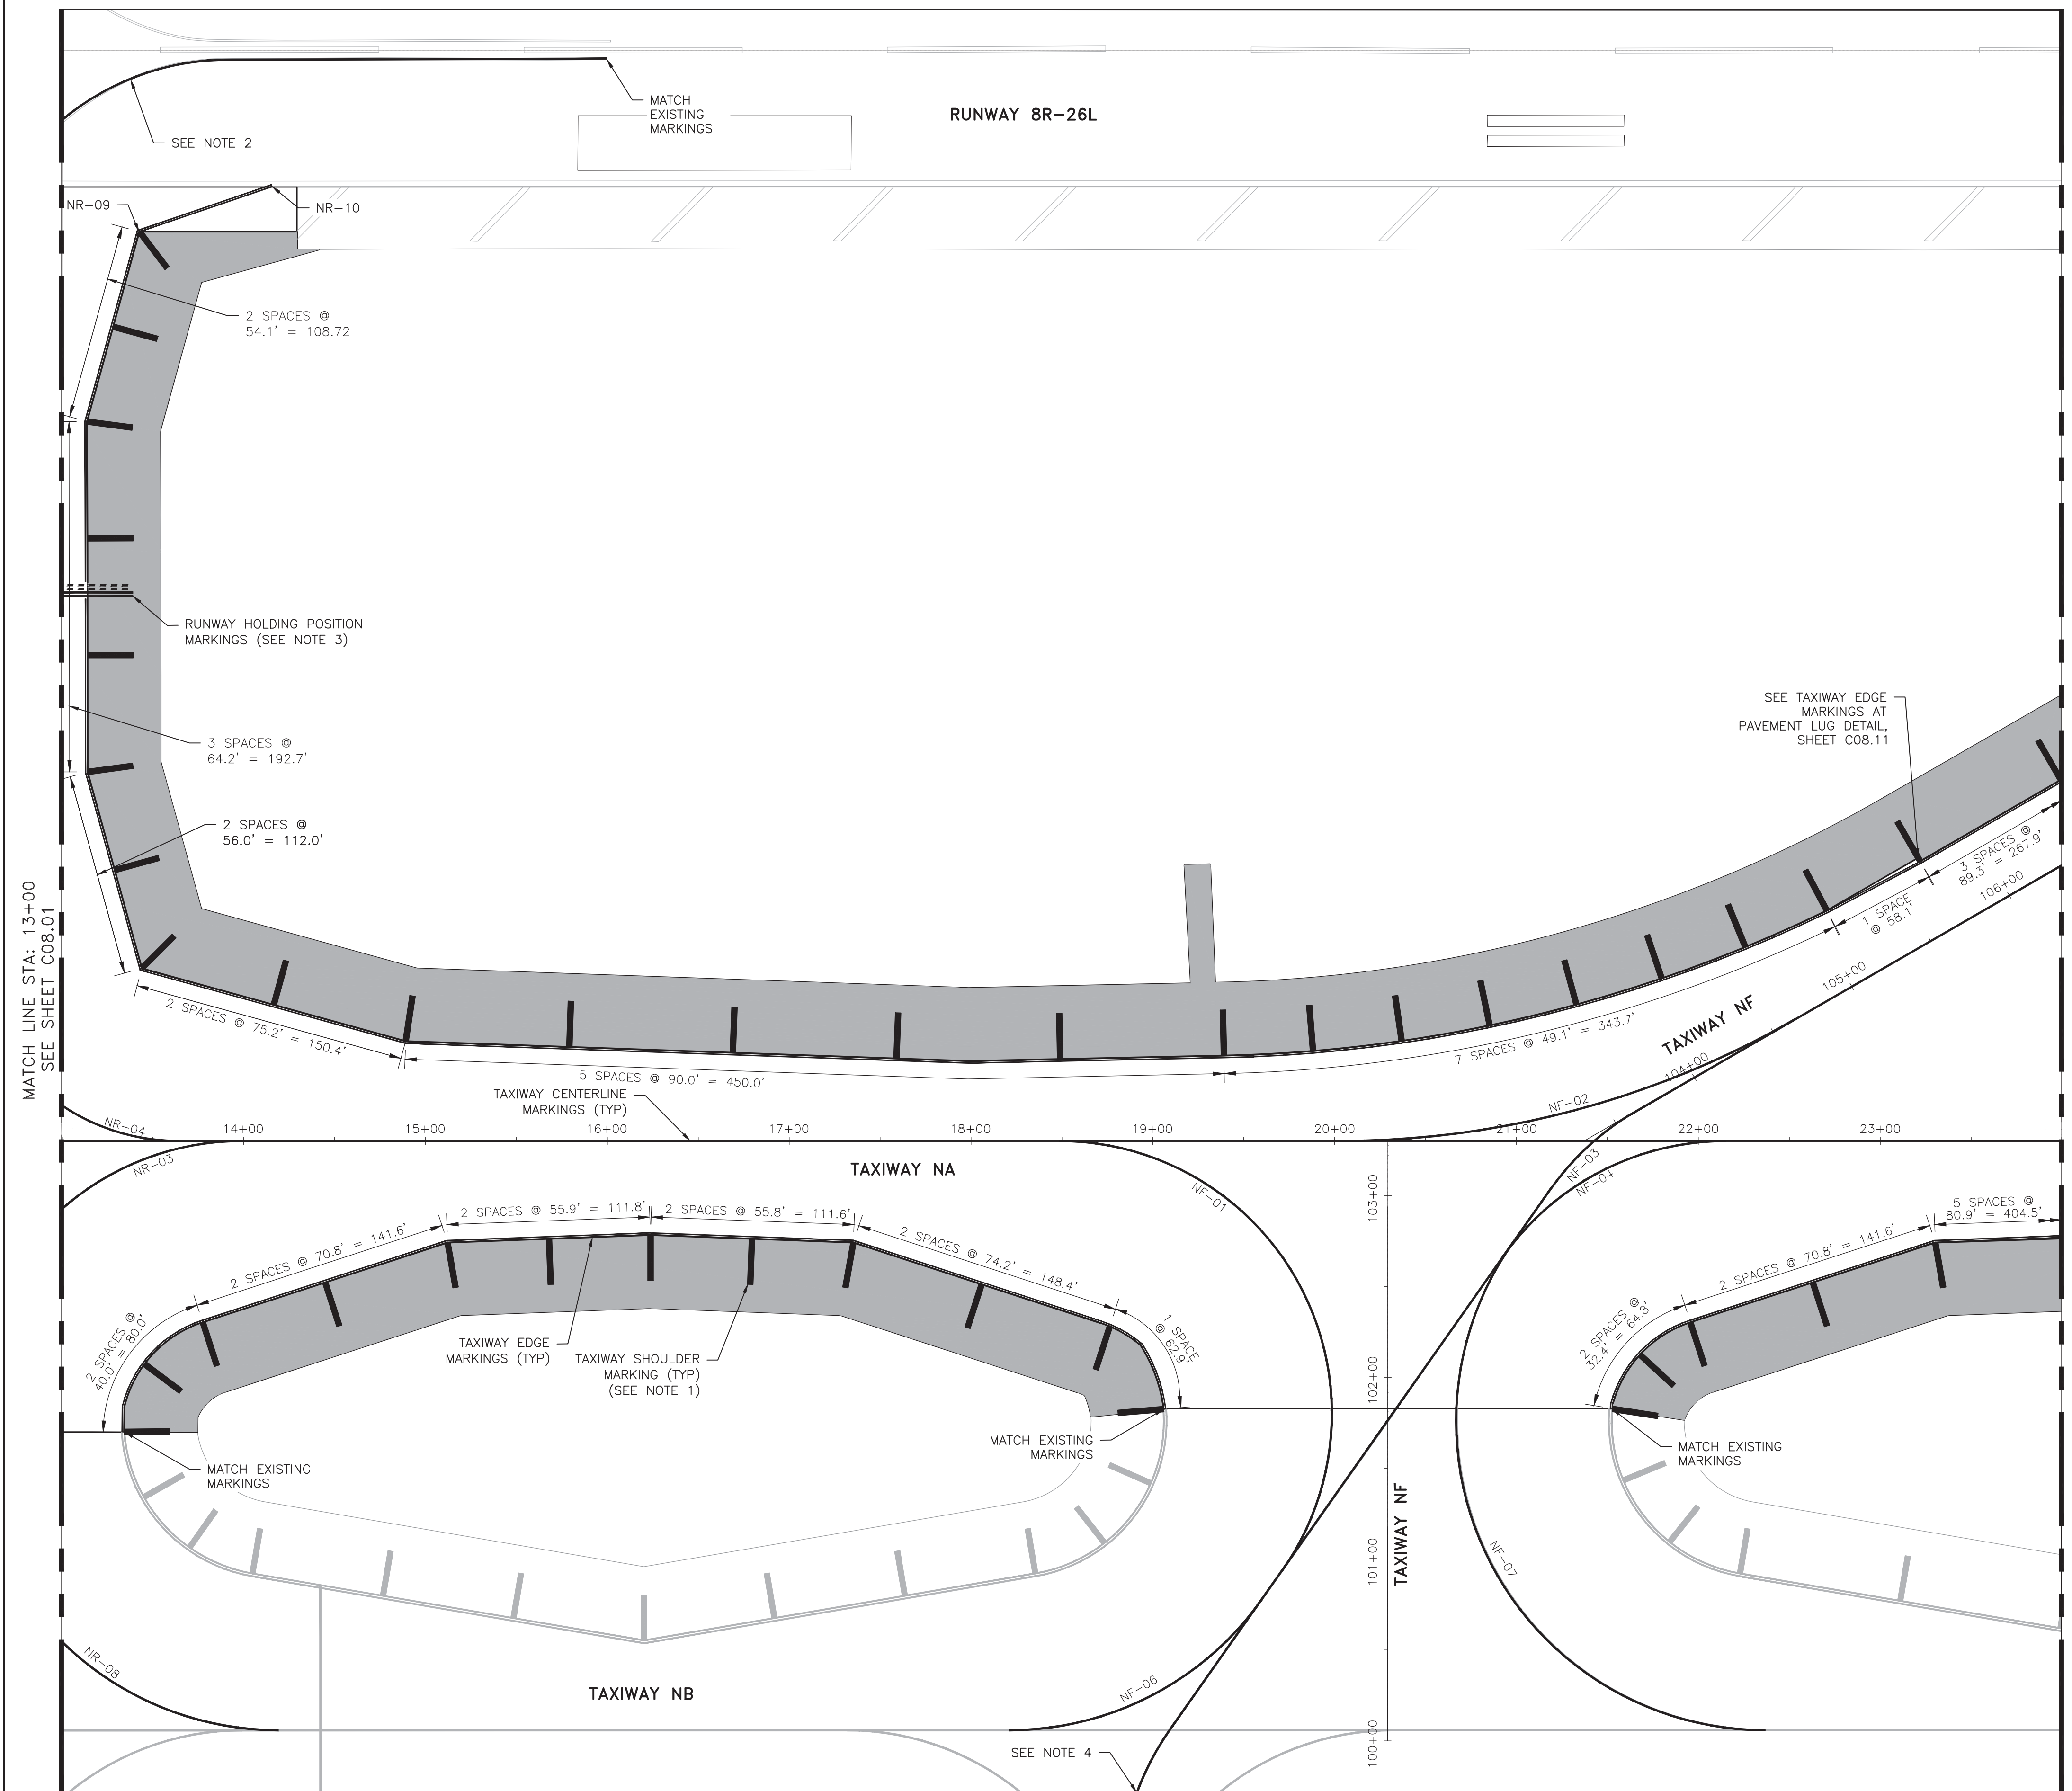 MATCH
EXISTING
MARKINGS
RUNWAY 8R-26L
SEE NOTE 2
NR-09
NR-10
2 SPACES @
54.1' = 108.72
RUNWAY HOLDING POSITION
MARKINGS (SEE NOTE 3)
SEE TAXIWAY EDGE
MARKINGS AT
PAVEMENT LUG DETAIL,
SHEET C08.11
3 SPACES @
64.2' = 192.7'
2 SPACES @
56.0' = 112.0'
3 SPACES @
89.3' = 267.9'
106+00
1 SPACE
@ 58.1'
MATCH LINE STA: 13+00
SEE SHEET C08.01
105+00
2 SPACES @ 75.2' = 150.4'
TAXIWAY NF
7 SPACES @ 49.1' = 343.7'
104+00
5 SPACES @ 90.0' = 450.0'
TAXIWAY CENTERLINE
MARKINGS (TYP)
NF-02
NR-04
14+00
15+00
16+00
17+00
18+00
19+00
20+00
21+00
22+00
23+00
NR-03
TAXIWAY NA
NF-03
NF-04
NF-01
103+00
2 SPACES @ 55.9' = 111.8'
2 SPACES @ 55.8' = 111.6'
5 SPACES @
80.9' = 404.5'
2 SPACES @ 70.8' = 141.6'
2 SPACES @ 74.2' = 148.4'
2 SPACES @ 70.8' = 141.6'
2 SPACES @
40.0' = 80.0'
1 SPACE
@ 62.9'
2 SPACES @
32.4' = 64.8'
TAXIWAY EDGE
MARKINGS (TYP)
TAXIWAY SHOULDER
MARKING (TYP)
(SEE NOTE 1)
102+00
MATCH EXISTING
MARKINGS
MATCH EXISTING
MARKINGS
MATCH EXISTING
MARKINGS
101+00
TAXIWAY NF
NF-07
NR-08
TAXIWAY NB
NF-06
100+00
SEE NOTE 4